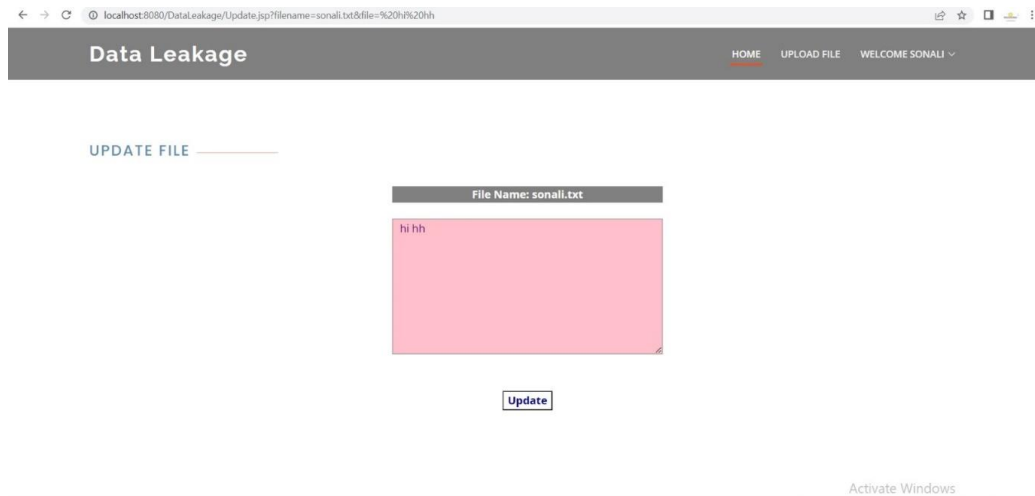 localhost:8080/DataLeakage/Update.jsp?filename=sonali.txt&file=%20hi%20hh
Data Leakage
HOME UPLOAD FILE WELCOME SONALI
UPDATE FILE
File Name: sonali.txt
hi hh
Update
Activate Windows